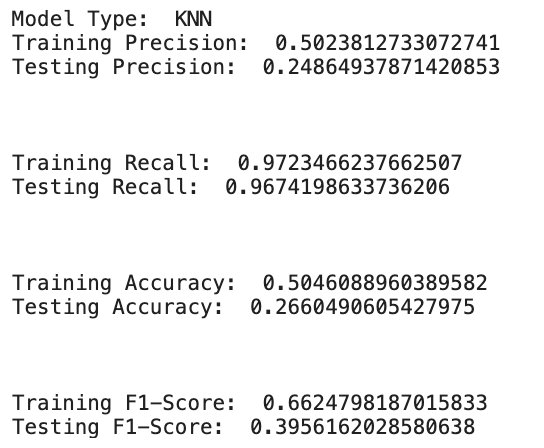 Model Type:  KNN
Training Precision:  0.5023812733072741
Testing Precision:  0.24864937871420853
Training Recall:  0.9723466237662507
Testing Recall:  0.9674198633736206
Training Accuracy:  0.5046088960389582
Testing Accuracy:  0.2660490605427975
Training F1-Score:  0.6624798187015833
Testing F1-Score:  0.3956162028580638